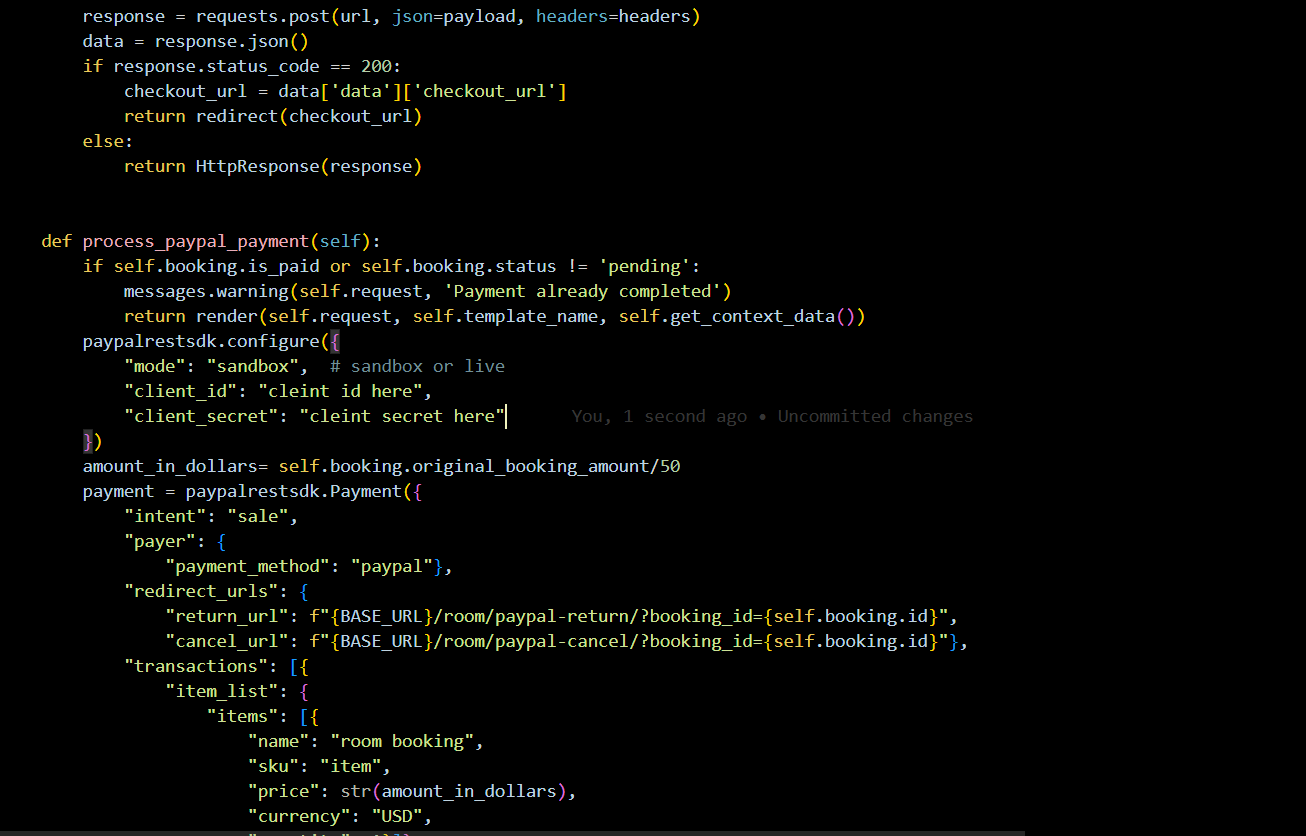 response = requests.post(url, json=payload, headers=headers)
data = response.json()
if response.status_code == 200:
checkout_url = data['data']['checkout_url']
return redirect(checkout_url)
else:
return HttpResponse(response)
def process_paypal_payment(self):
if self.booking.is_paid or self.booking.status != 'pending':
messages.warning(self.request, 'Payment already completed')
return render(self.request, self.template_name, self.get_context_data())
paypalrestsdk.configure({
"mode": "sandbox",  # sandbox or live
"client_id": "cleint id here",
"client_secret": "cleint secret here" You, 1 second ago • Uncommitted changes
})
amount_in_dollars= self.booking.original_booking_amount/50
payment = paypalrestsdk.Payment({
"intent": "sale",
"payer": {
"payment_method": "paypal"},
"redirect_urls": {
"return_url": f"{BASE_URL}/room/paypal-return/?booking_id={self.booking.id}",
"cancel_url": f"{BASE_URL}/room/paypal-cancel/?booking_id={self.booking.id}"},
"transactions": [{
"item_list": {
"items": [{
"name": "room booking",
"sku": "item",
"price": str(amount_in_dollars),
"currency": "USD",